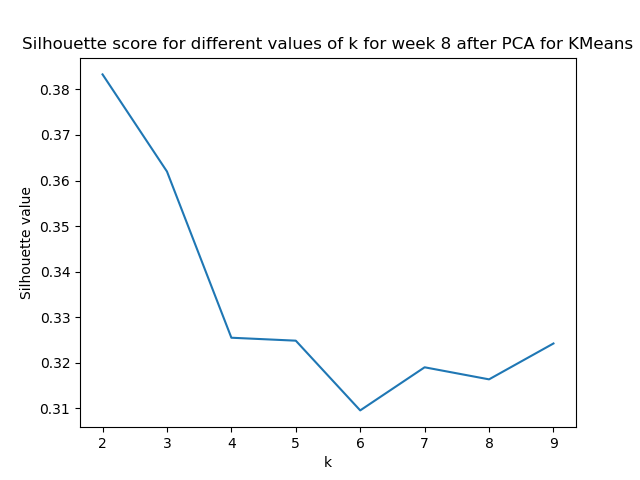 Silhouette score for different values of k for week 8 after PCA for KMeans
0.38
0.37
0.36
0.35
0.34
0.33
0.32
0.31
Silhouette value
2 3 4 5 6 7 8 9
k